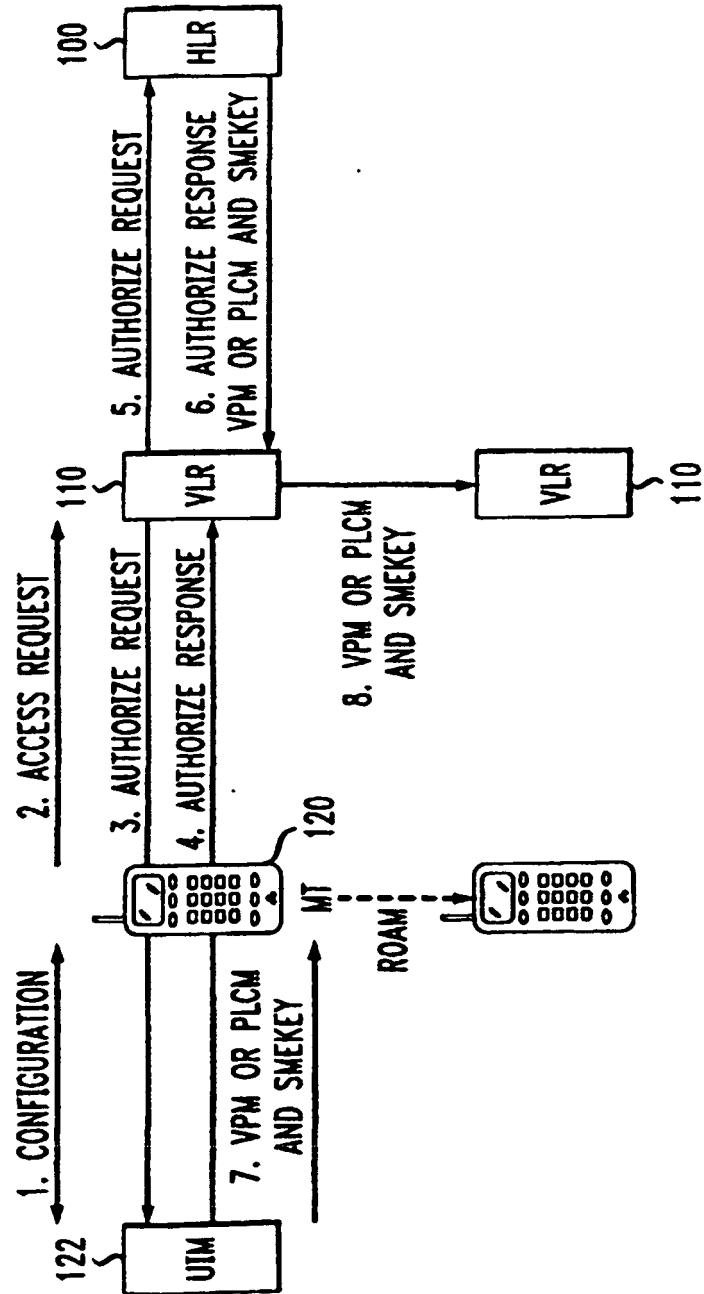 1. CONFIGURATION
2. ACCESS REQUEST
122
UIM
3. AUTHORIZE REQUEST
4. AUTHORIZE RESPONSE
120
MT
110
VLR
5. AUTHORIZE REQUEST
6. AUTHORIZE RESPONSE
VPM OR PLCM AND SMEKEY
100
HLR
7. VPM OR PLCM
AND SMEKEY
ROAM
8. VPM OR PLCM
AND SMEKEY
VLR
110